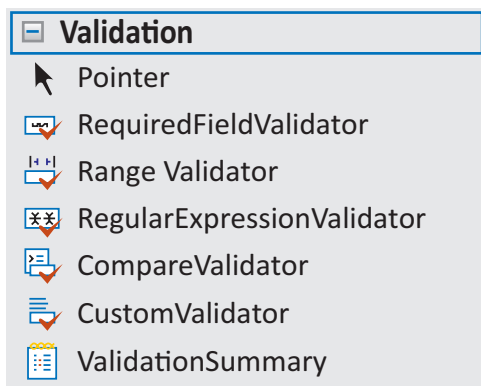 Validation
Pointer
RequiredFieldValidator
Range Validator
RegularExpressionValidator
CompareValidator
CustomValidator
ValidationSummary